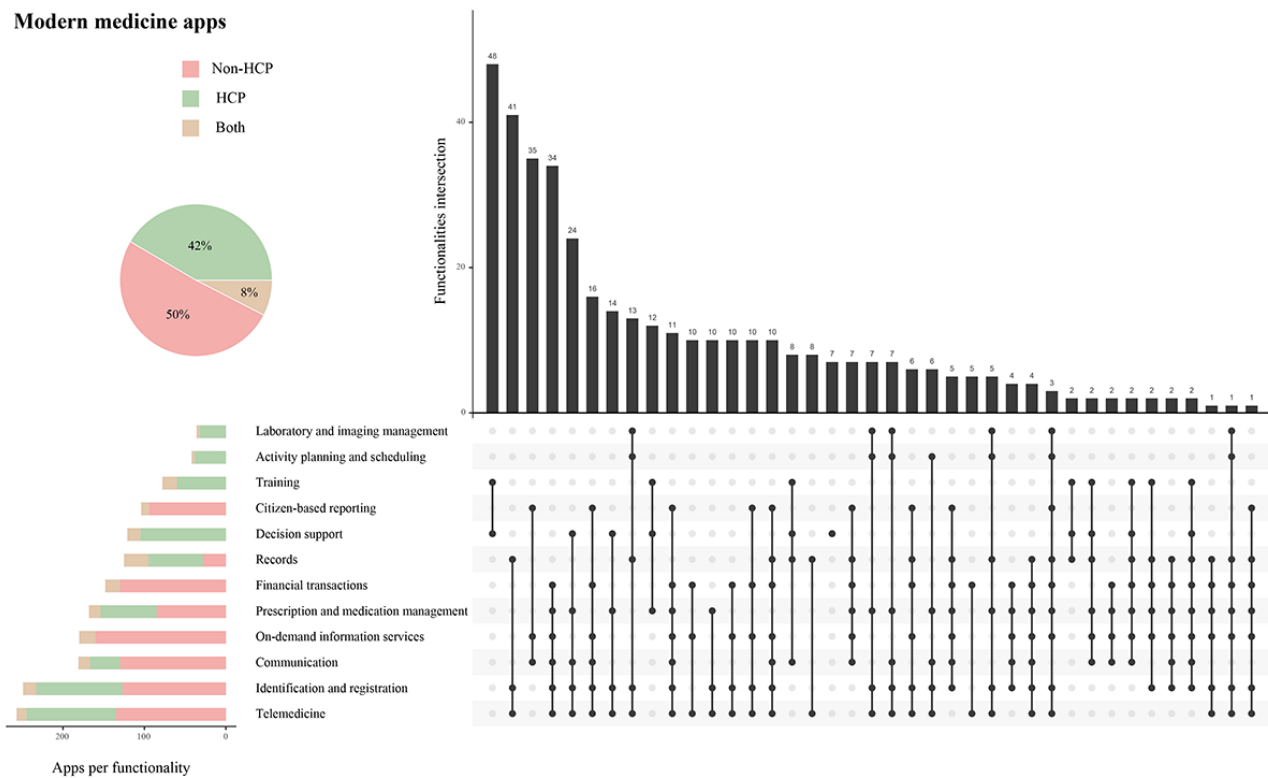 Modern medicine apps
Non-HCP
HCP
Both
42%
8%
50%
Functionalities intersection
40
20
0
48
41
35
34
24
16
14
13
12
11
10
10
10
10
10
8
8
7
7
7
7
6
6
5
5
5
4
4
3
2
2
2
2
2
2
2
1
1
1
Laboratory and imaging management
Activity planning and scheduling
Training
Citizen-based reporting
Decision support
Records
Financial transactions
Prescription and medication management
On-demand information services
Communication
Identification and registration
Telemedicine
200
100
0
Apps per functionality